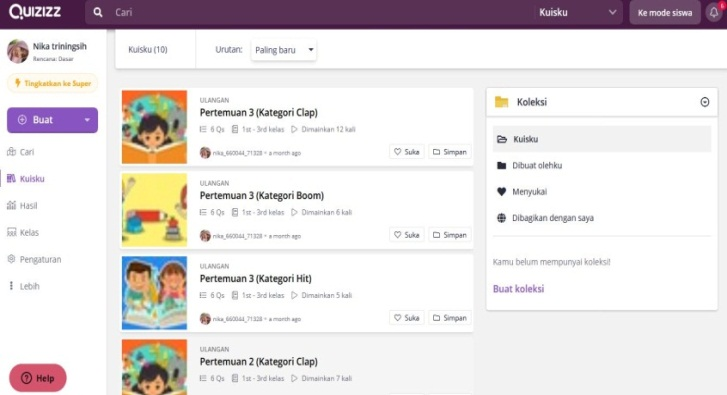 QUIZIZZ
Cari
Kuisku
Ke mode siswa
Nika triningsih
Rencana: Dasar
Tingkatkan ke Super
Buat
Cari
Kuisku
Hasil
Kelas
Pengaturan
Lebih
Help
Kuisku (10)
Urutan:
Paling baru
ULANGAN
Pertemuan 3 (Kategori Clap)
6 Qs 1st - 3rd kelas Dimainkan 12 kali
nika_660044_71328 • a month ago
Suka Simpan
ULANGAN
Pertemuan 3 (Kategori Boom)
6 Qs 1st - 3rd kelas Dimainkan 6 kali
nika_660044_71328 • a month ago
Suka Simpan
ULANGAN
Pertemuan 3 (Kategori Hit)
6 Qs 1st - 3rd kelas Dimainkan 5 kali
nika_660044_71328 • a month ago
Suka Simpan
ULANGAN
Pertemuan 2 (Kategori Clap)
6 Qs 1st - 3rd kelas Dimainkan 7 kali
Koleksi
Kuisku
Dibuat olehku
Menyukai
Dibagikan dengan saya
Kamu belum mempunyai koleksi!
Buat koleksi